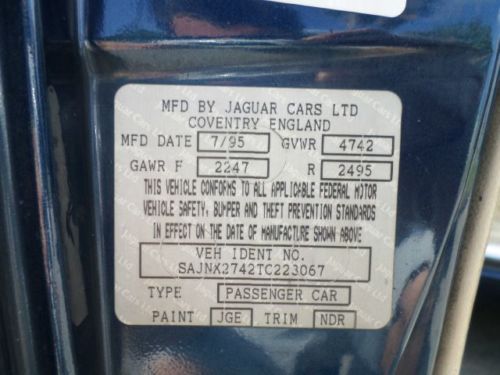 MFD BY JAGUAR CARS LTD
COVENTRY ENGLAND
MFD DATE 7/95 GVWR 4742
GAWR F 2247 R 2495
THIS VEHICLE CONFORMS TO ALL APPLICABLE FEDERAL MOTOR
VEHICLE SAFETY, BUMPER AND THEFT PREVENTION STANDARDS
IN EFFECT ON THE DATE OF MANUFACTURE SHOWN ABOVE
VEH IDENT NO.
SAJNX2742TC223067
TYPE PASSENGER CAR
PAINT JGE TRIM NDR